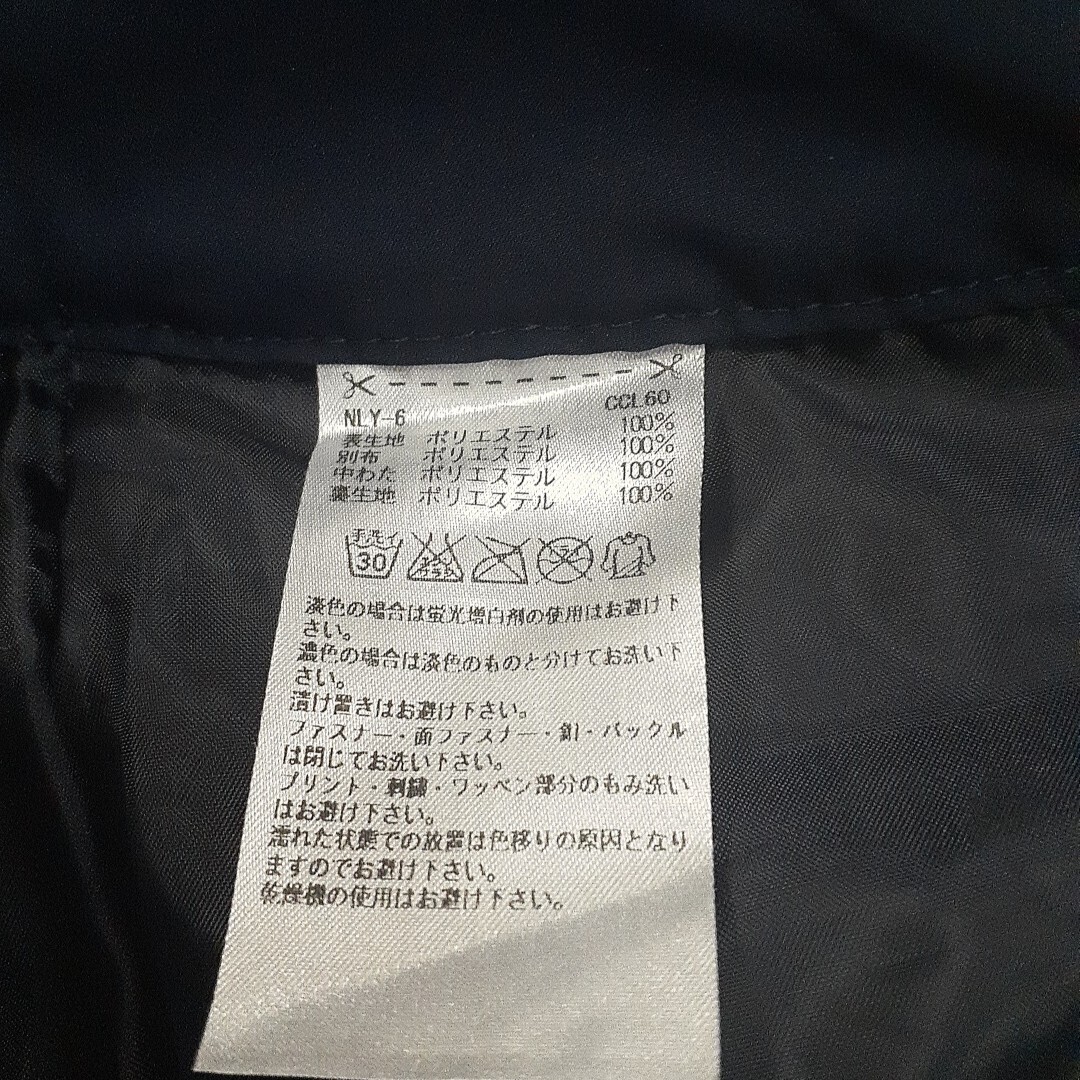 NLY-6 CCL60
表生地 ポリエステル 100%
別布 ポリエステル 100%
中わた ポリエステル 100%
裏生地 ポリエステル 100%
手洗イ
30
エンソ
サラシ
淡色の場合は蛍光増白剤の使用はお避け下
さい。
濃色の場合は淡色のものと分けてお洗い下
さい。
漬け置きはお避け下さい。
ファスナー・面ファスナー・釦・バックル
は閉じてお洗い下さい。
プリント・刺繍・ワッペン部分のもみ洗い
はお避け下さい。
濡れた状態での放置は色移りの原因となり
ますのでお避け下さい。
乾燥機の使用はお避け下さい。